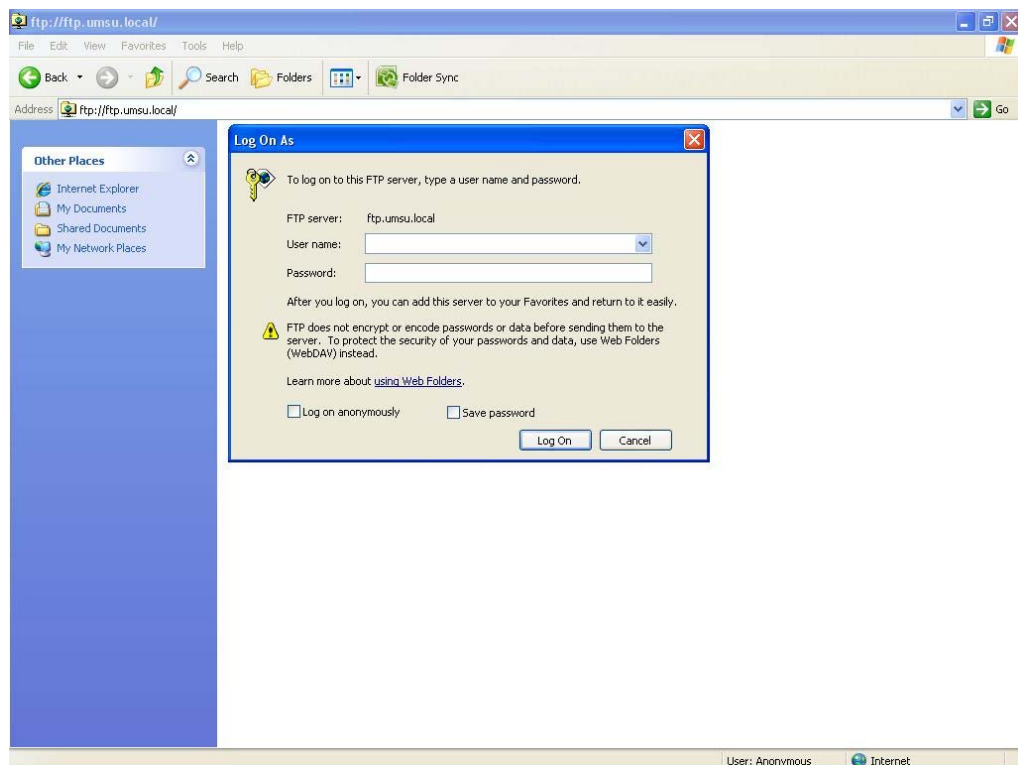 ftp://ftp.umsu.local/
File Edit View Favorites Tools Help
Back Search Folders Folder Sync
Address ftp://ftp.umsu.local/ Go
Other Places
Internet Explorer
My Documents
Shared Documents
My Network Places
Log On As
To log on to this FTP server, type a user name and password.
FTP server: ftp.umsu.local
User name:
Password:
After you log on, you can add this server to your Favorites and return to it easily.
FTP does not encrypt or encode passwords or data before sending them to the
server. To protect the security of your passwords and data, use Web Folders
(WebDAV) instead.
Learn more about using Web Folders.
Log on anonymously Save password
Log On Cancel
User: Anonymous Internet